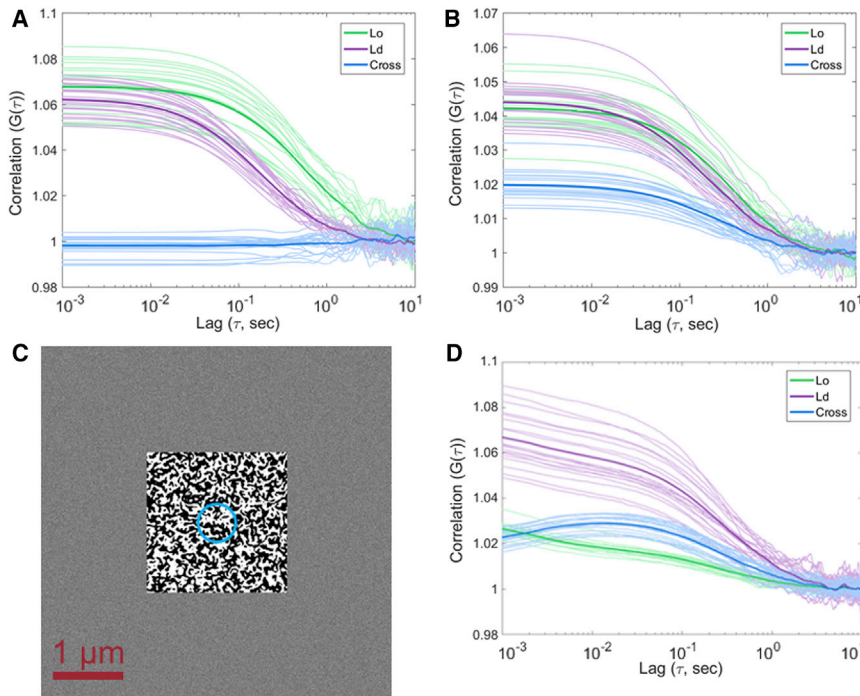 A
1.1
1.08
1.06
1.04
1.02
1
0.98
Correlation (G(τ))
10⁻³
10⁻²
10⁻¹
10⁰
10¹
Lag (τ, sec)
Lo
Ld
Cross
B
1.07
1.06
1.05
1.04
1.03
1.02
1.01
1
0.99
Correlation (G(τ))
10⁻³
10⁻²
10⁻¹
10⁰
10¹
Lag (τ, sec)
Lo
Ld
Cross
C
1 μm
D
1.1
1.08
1.06
1.04
1.02
1
0.98
Correlation (G(τ))
10⁻³
10⁻²
10⁻¹
10⁰
10¹
Lag (τ, sec)
Lo
Ld
Cross